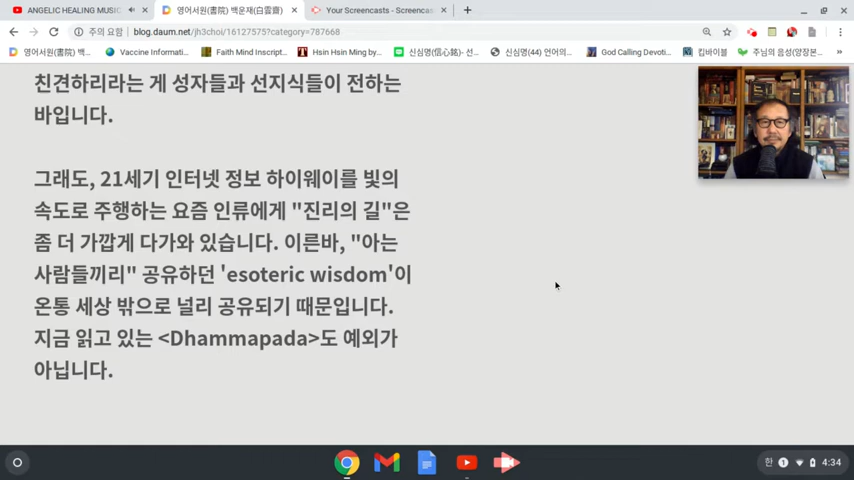 ANGELIC HEALING MUSIC
영어서원(書院) 백운재(白雲齋)
Your Screencasts - Screencas
주의 요함
blog.daum.net/jh3choi/16127575?category=787668
영어서원(書院) 백...
Vaccine Informati...
Faith Mind Inscript...
Hsin Hsin Ming by...
신심명(信心銘)- 선...
신심명(44) 언어의...
God Calling Devoti...
킵바이블
주님의 음성(양장본...
친견하리라는 게 성자들과 선지식들이 전하는
바입니다.
그래도, 21세기 인터넷 정보 하이웨이를 빛의
속도로 주행하는 요즘 인류에게 "진리의 길"은
좀 더 가깝게 다가와 있습니다. 이른바, "아는
사람들끼리" 공유하던 'esoteric wisdom'이
온통 세상 밖으로 널리 공유되기 때문입니다.
지금 읽고 있는 <Dhammapada>도 예외가
아닙니다.
한 1 4:34